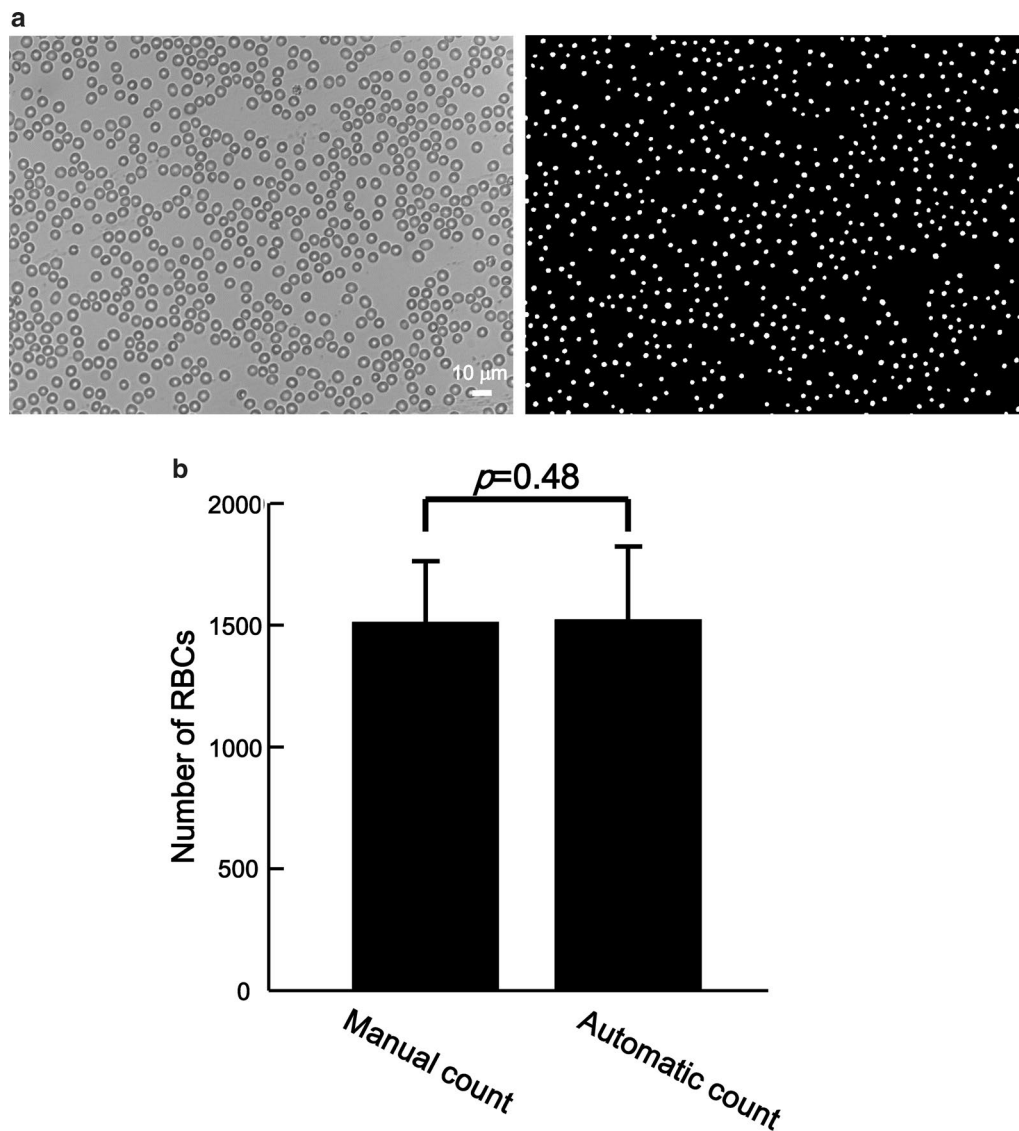 a
10 μm
b
p=0.48
2000
1500
1000
500
0
Number of RBCs
Manual count
Automatic count